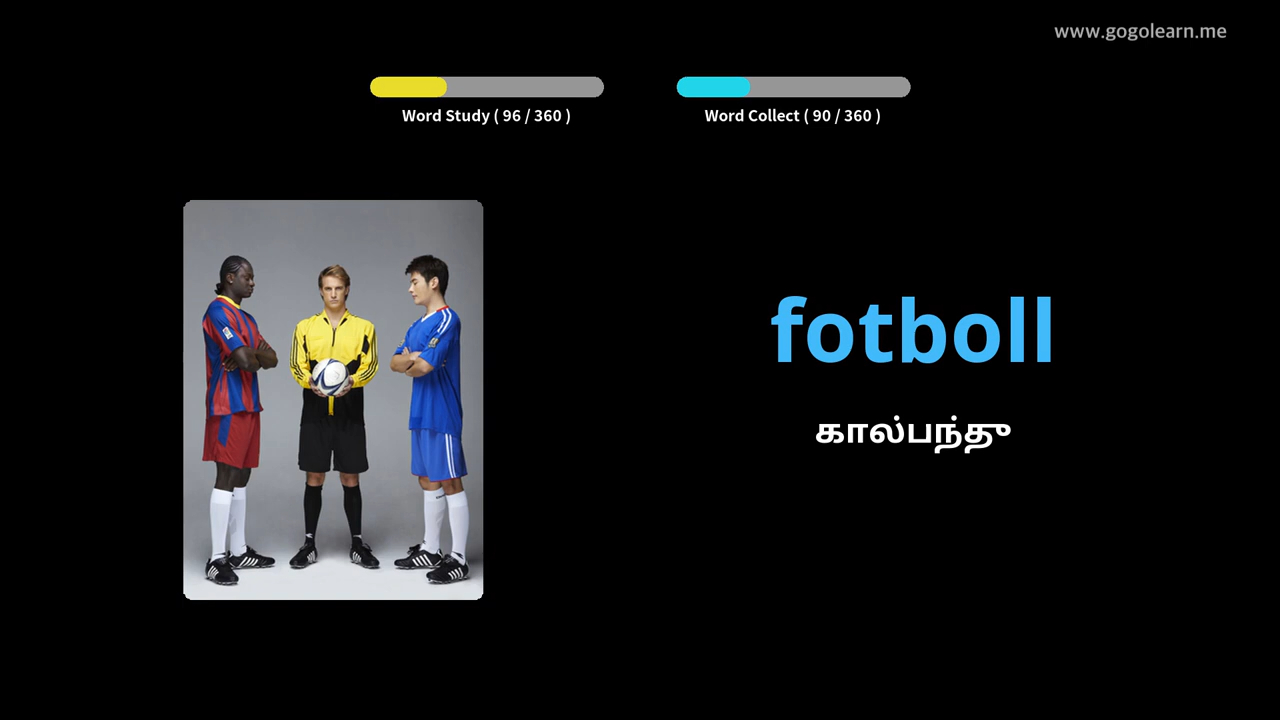 www.gogolearn.me
Word Study ( 96 / 360 )
Word Collect ( 90 / 360 )
fotboll
கால்பந்து